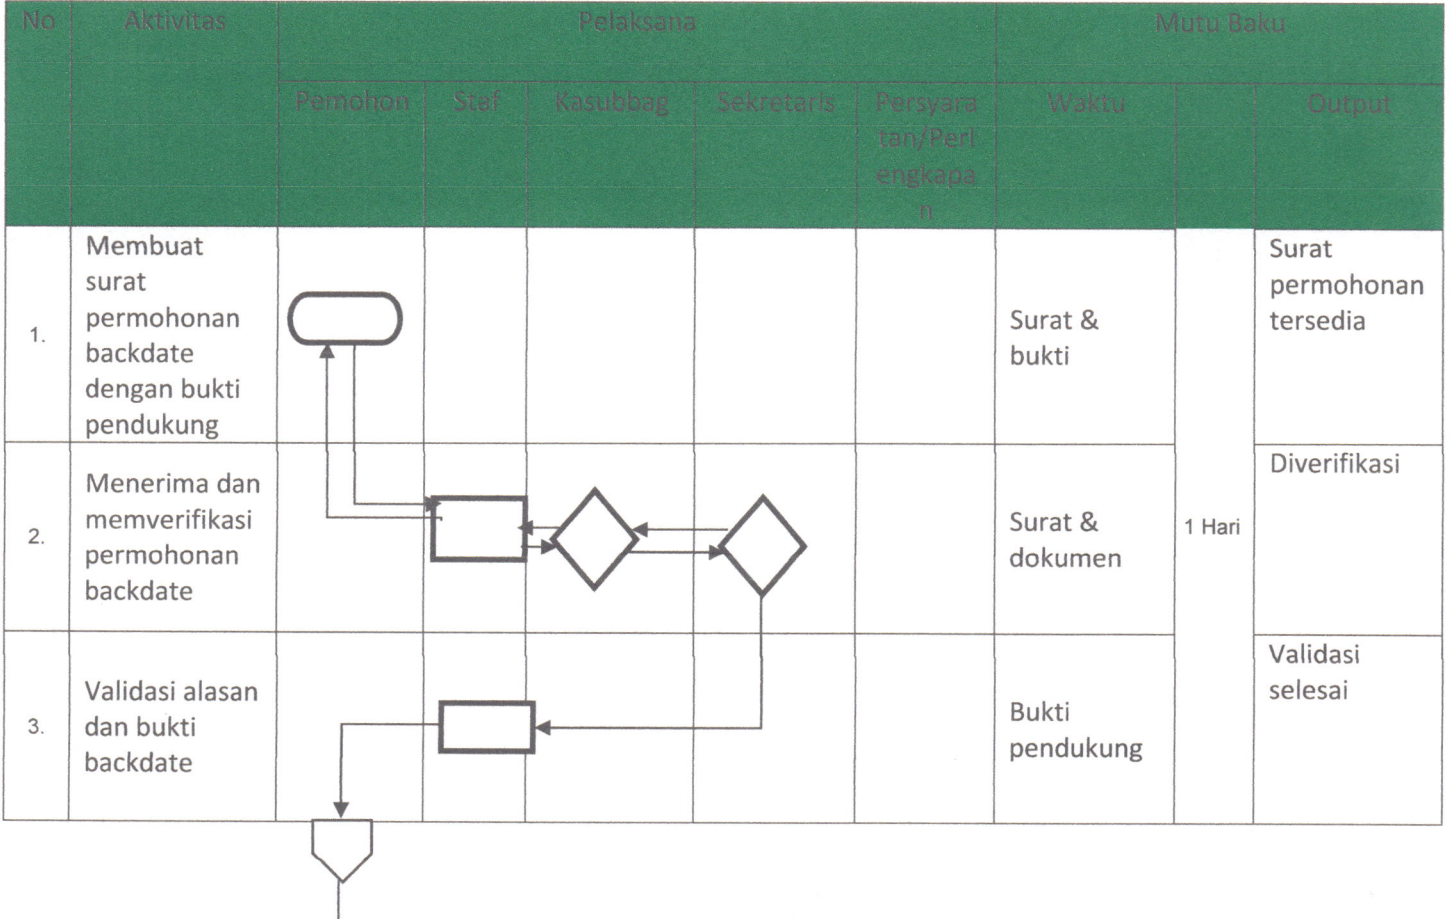 No Aktivitas Pelaksana Mutu Baku
Pemohon Staf Kasubbag Sekretaris Persyara Waktu Output
tan/Perl
engkapa
n
1.
Membuat
surat
permohonan
backdate
dengan bukti
pendukung
Surat &
bukti
Surat
permohonan
tersedia
2.
Menerima dan
memverifikasi
permohonan
backdate
Surat &
dokumen
1 Hari
Diverifikasi
3.
Validasi alasan
dan bukti
backdate
Bukti
pendukung
Validasi
selesai